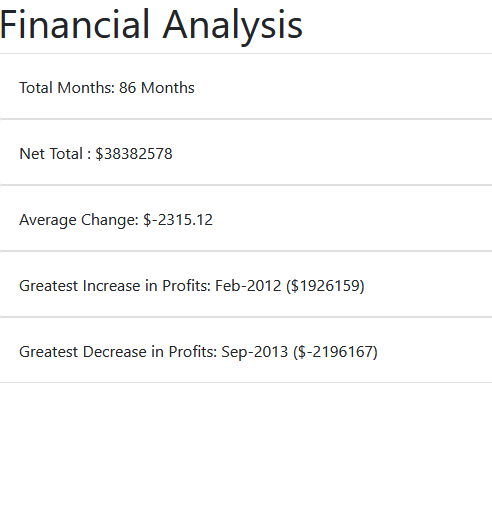 Financial Analysis
Total Months: 86 Months
Net Total : $38382578
Average Change: $-2315.12
Greatest Increase in Profits: Feb-2012 ($1926159)
Greatest Decrease in Profits: Sep-2013 ($-2196167)